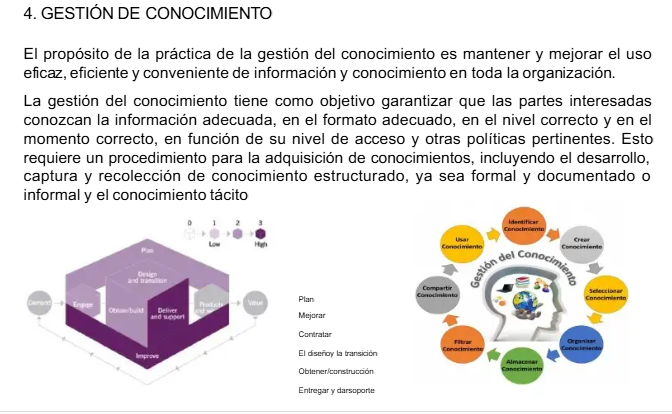 4. GESTIÓN DE CONOCIMIENTO
El propósito de la práctica de la gestión del conocimiento es mantener y mejorar el uso
eficaz, eficiente y conveniente de información y conocimiento en toda la organización.
La gestión del conocimiento tiene como objetivo garantizar que las partes interesadas
conozcan la información adecuada, en el formato adecuado, en el nivel correcto y en el
momento correcto, en función de su nivel de acceso y otras políticas pertinentes. Esto
requiere un procedimiento para la adquisición de conocimientos, incluyendo el desarrollo,
captura y recolección de conocimiento estructurado, ya sea formal y documentado o
informal y el conocimiento tácito
0 1 2 3
Low High
Plan
Design
and transition
Demand
Engage
Obtain/build
Deliver
and support
Products
Value
Improve
Plan
Mejorar
Contratar
El diseñoy la transición
Obtener/construcción
Entregar y darsoporte
Gestión del Conocimiento
Identificar
Conocimiento
Crear
Conocimiento
Seleccionar
Conocimiento
Organizar
Conocimiento
Almacenar
Conocimiento
Filtrar
Conocimiento
Compartir
Conocimiento
Usar
Conocimiento